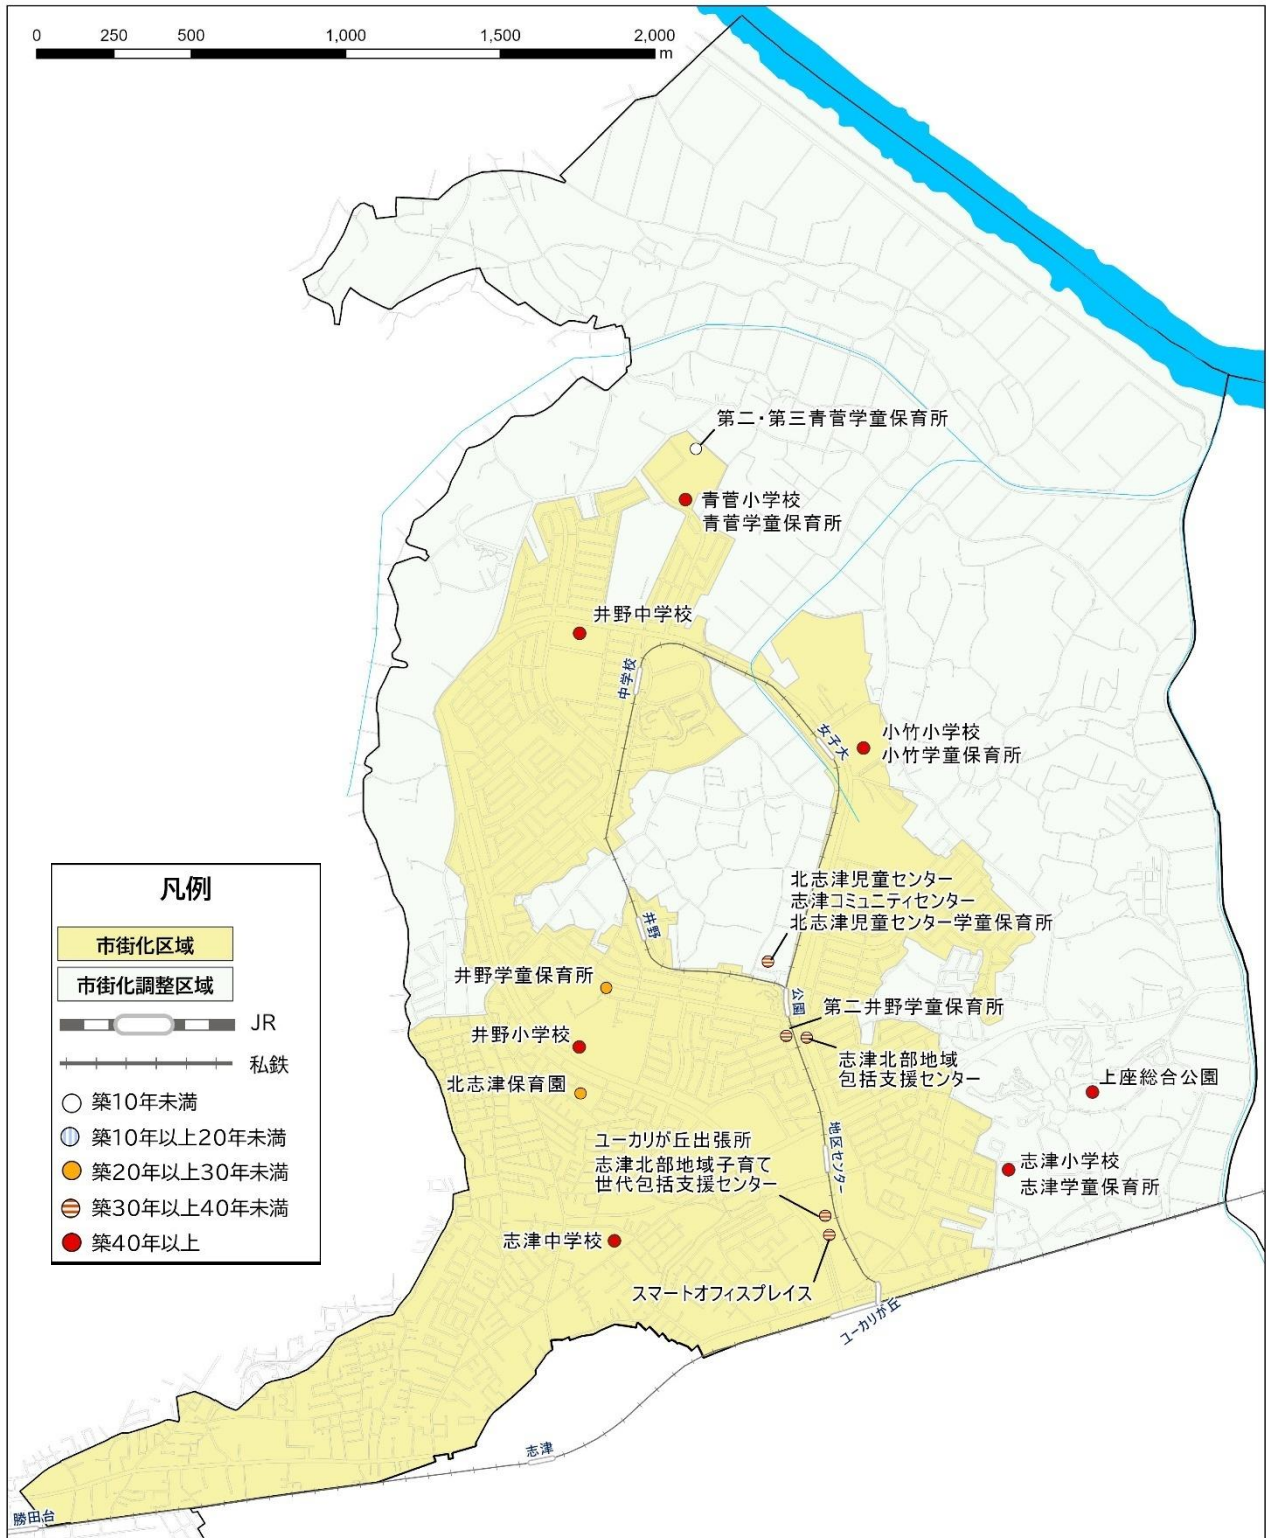 0 250 500 1,000 1,500 2,000
m
第二・第三青菅学童保育所
青菅小学校
青菅学童保育所
井野中学校
中学校
女子大
小竹小学校
小竹学童保育所
凡例
市街化区域
市街化調整区域
JR
私鉄
築10年未満
築10年以上20年未満
築20年以上30年未満
築30年以上40年未満
築40年以上
北志津児童センター
志津コミュニティセンター
北志津児童センター学童保育所
井野
井野学童保育所
公園
第二井野学童保育所
井野小学校
志津北部地域
包括支援センター
北志津保育園
上座総合公園
ユーカリが丘出張所
志津北部地域子育て
世代包括支援センター
地区センター
志津小学校
志津学童保育所
志津中学校
スマートオフィスプレイス
ユーカリが丘
志津
勝田台